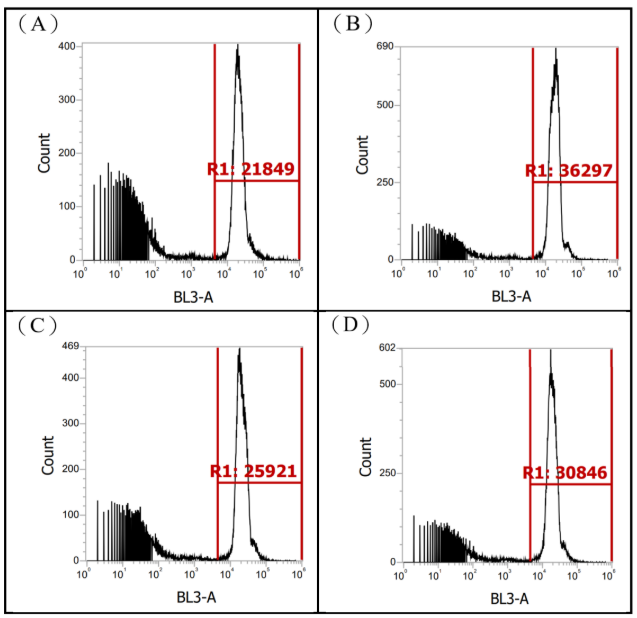 （A）
400
300
200
100
0
Count
R1: 21849
10⁰ 10¹ 10² 10³ 10⁴ 10⁵ 10⁶
BL3-A
（B）
690
500
250
0
Count
R1: 36297
10⁰ 10¹ 10² 10³ 10⁴ 10⁵ 10⁶
BL3-A
（C）
469
400
300
200
100
0
Count
R1: 25921
10⁰ 10¹ 10² 10³ 10⁴ 10⁵ 10⁶
BL3-A
（D）
602
500
250
0
Count
R1: 30846
10⁰ 10¹ 10² 10³ 10⁴ 10⁵ 10⁶
BL3-A